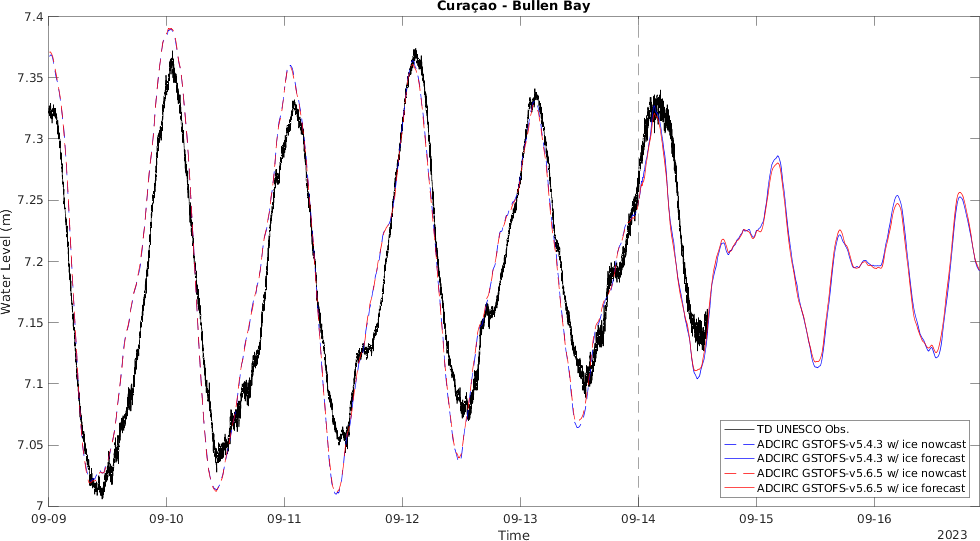 Curaçao - Bullen Bay
7.4
7.35
7.3
7.25
7.2
7.15
7.1
7.05
7
Water Level (m)
09-09 09-10 09-11 09-12 09-13 09-14 09-15 09-16
Time
2023
TD UNESCO Obs.
ADCIRC GSTOFS-v5.4.3 w/ ice nowcast
ADCIRC GSTOFS-v5.4.3 w/ ice forecast
ADCIRC GSTOFS-v5.6.5 w/ ice nowcast
ADCIRC GSTOFS-v5.6.5 w/ ice forecast